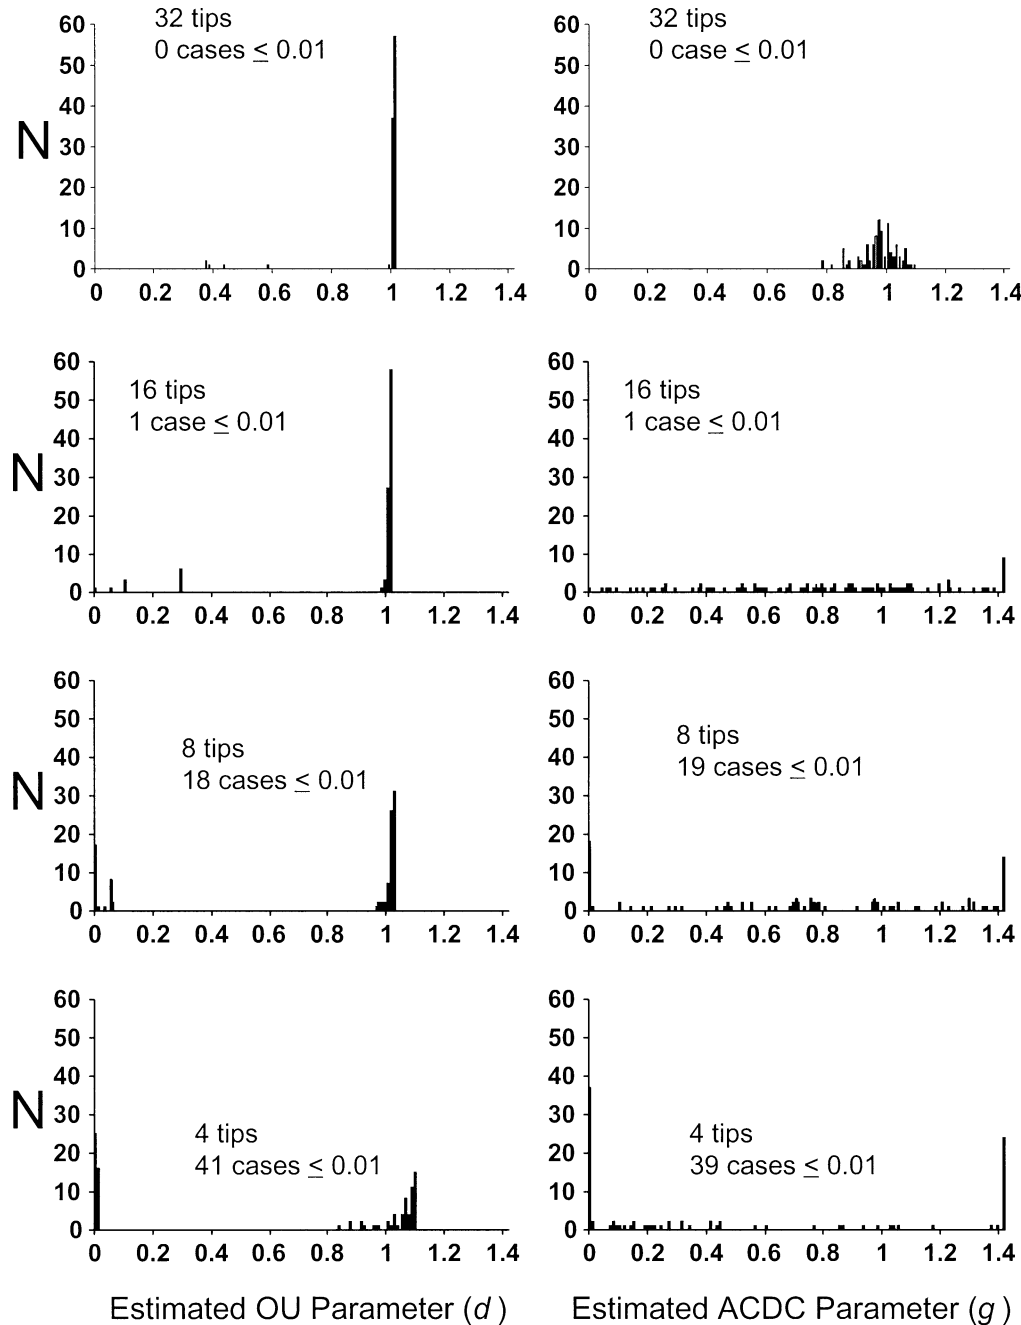 60 32 tips 60 32 tips
50 0 cases ≤ 0.01 50 0 case ≤ 0.01
40 40
N 30 30
20 20
10 10
0 0
0 0.2 0.4 0.6 0.8 1 1.2 1.4 0 0.2 0.4 0.6 0.8 1 1.2 1.4
60 60
50 16 tips 50 16 tips
40 1 case ≤ 0.01 40 1 case ≤ 0.01
N 30 30
20 20
10 10
0 0
0 0.2 0.4 0.6 0.8 1 1.2 1.4 0 0.2 0.4 0.6 0.8 1 1.2 1.4
60 60
50 8 tips 50 8 tips
40 18 cases ≤ 0.01 40 19 cases ≤ 0.01
N 30 30
20 20
10 10
0 0
0 0.2 0.4 0.6 0.8 1 1.2 1.4 0 0.2 0.4 0.6 0.8 1 1.2 1.4
60 60
50 50
40 40
N 30 30
20 4 tips 20 4 tips
10 41 cases ≤ 0.01 10 39 cases ≤ 0.01
0 0
0 0.2 0.4 0.6 0.8 1 1.2 1.4 0 0.2 0.4 0.6 0.8 1 1.2 1.4
Estimated OU Parameter (d) Estimated ACDC Parameter (g)